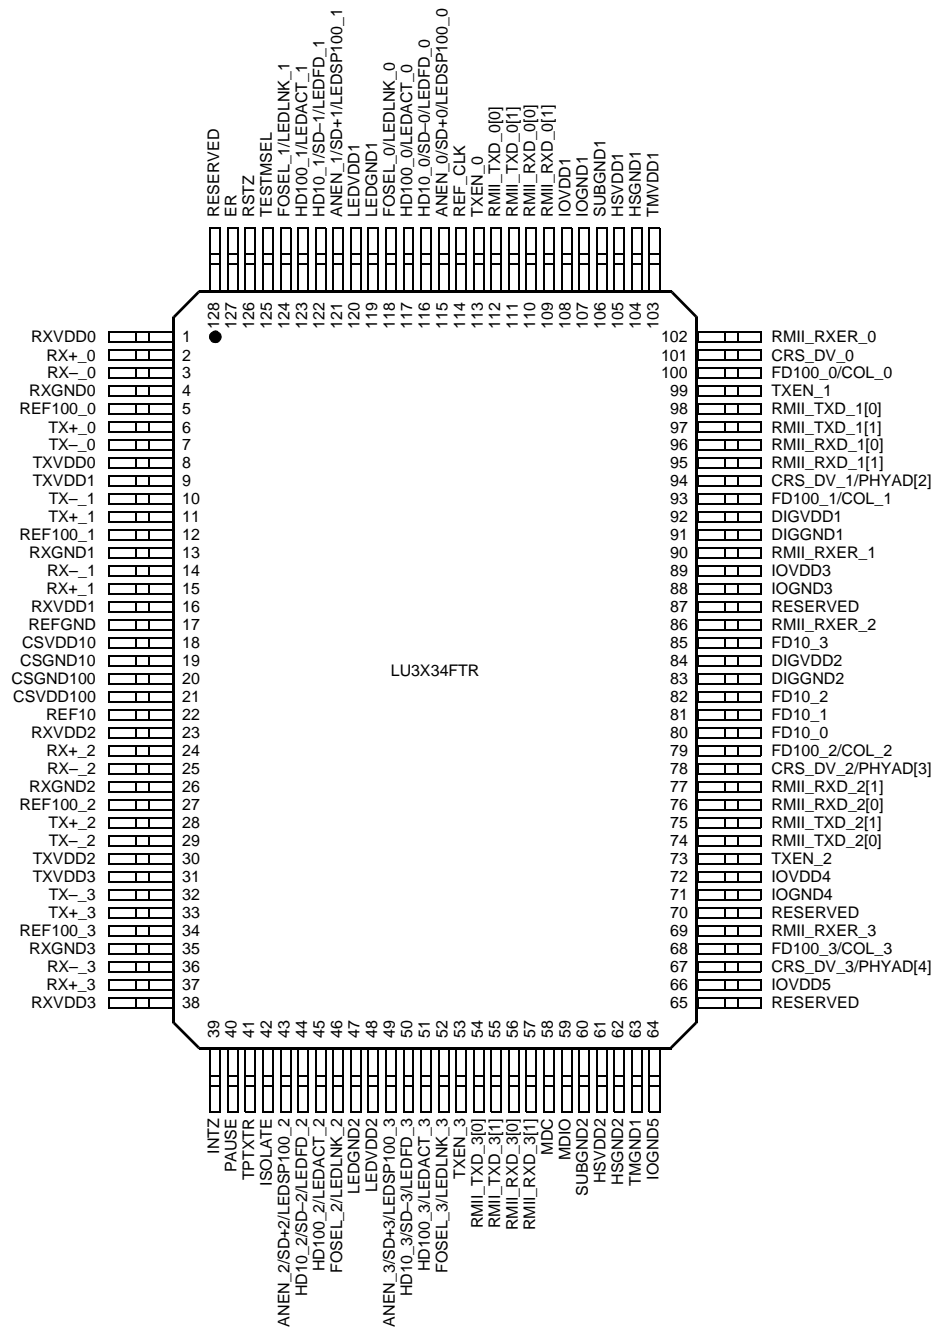 RESERVED
ER
RSTZ
TESTMSEL
FOSEL_1/LEDLNK_1
HD100_1/LEDACT_1
HD10_1/SD–1/LEDFD_1
ANEN_1/SD+1/LEDSP100_1
LEDVDD1
LEDGND1
FOSEL_0/LEDLNK_0
HD100_0/LEDACT_0
HD10_0/SD–0/LEDFD_0
ANEN_0/SD+0/LEDSP100_0
REF_CLK
TXEN_0
RMII_TXD_0[0]
RMII_TXD_0[1]
RMII_RXD_0[0]
RMII_RXD_0[1]
IOVDD1
IOGND1
SUBGND1
HSVDD1
HSGND1
TMVDD1
128
127
126
125
124
123
122
121
120
119
118
117
116
115
114
113
112
111
110
109
108
107
106
105
104
103
RXVDD0 1
RX+_0 2
RX–_0 3
RXGND0 4
REF100_0 5
TX+_0 6
TX–_0 7
TXVDD0 8
TXVDD1 9
TX–_1 10
TX+_1 11
REF100_1 12
RXGND1 13
RX–_1 14
RX+_1 15
RXVDD1 16
REFGND 17
CSVDD10 18
CSGND10 19
CSGND100 20
CSVDD100 21
REF10 22
RXVDD2 23
RX+_2 24
RX–_2 25
RXGND2 26
REF100_2 27
TX+_2 28
TX–_2 29
TXVDD2 30
TXVDD3 31
TX–_3 32
TX+_3 33
REF100_3 34
RXGND3 35
RX–_3 36
RX+_3 37
RXVDD3 38
LU3X34FTR
102 RMII_RXER_0
101 CRS_DV_0
100 FD100_0/COL_0
99 TXEN_1
98 RMII_TXD_1[0]
97 RMII_TXD_1[1]
96 RMII_RXD_1[0]
95 RMII_RXD_1[1]
94 CRS_DV_1/PHYAD[2]
93 FD100_1/COL_1
92 DIGVDD1
91 DIGGND1
90 RMII_RXER_1
89 IOVDD3
88 IOGND3
87 RESERVED
86 RMII_RXER_2
85 FD10_3
84 DIGVDD2
83 DIGGND2
82 FD10_2
81 FD10_1
80 FD10_0
79 FD100_2/COL_2
78 CRS_DV_2/PHYAD[3]
77 RMII_RXD_2[1]
76 RMII_RXD_2[0]
75 RMII_TXD_2[1]
74 RMII_TXD_2[0]
73 TXEN_2
72 IOVDD4
71 IOGND4
70 RESERVED
69 RMII_RXER_3
68 FD100_3/COL_3
67 CRS_DV_3/PHYAD[4]
66 IOVDD5
65 RESERVED
39
40
41
42
43
44
45
46
47
48
49
50
51
52
53
54
55
56
57
58
59
60
61
62
63
64
INTZ
PAUSE
TPTXTR
ISOLATE
ANEN_2/SD+2/LEDSP100_2
HD10_2/SD–2/LEDFD_2
HD100_2/LEDACT_2
FOSEL_2/LEDLNK_2
LEDGND2
LEDVDD2
ANEN_3/SD+3/LEDSP100_3
HD10_3/SD–3/LEDFD_3
HD100_3/LEDACT_3
FOSEL_3/LEDLNK_3
TXEN_3
RMII_TXD_3[0]
RMII_TXD_3[1]
RMII_RXD_3[0]
RMII_RXD_3[1]
MDC
MDIO
SUBGND2
HSVDD2
HSGND2
TMGND1
IOGND5